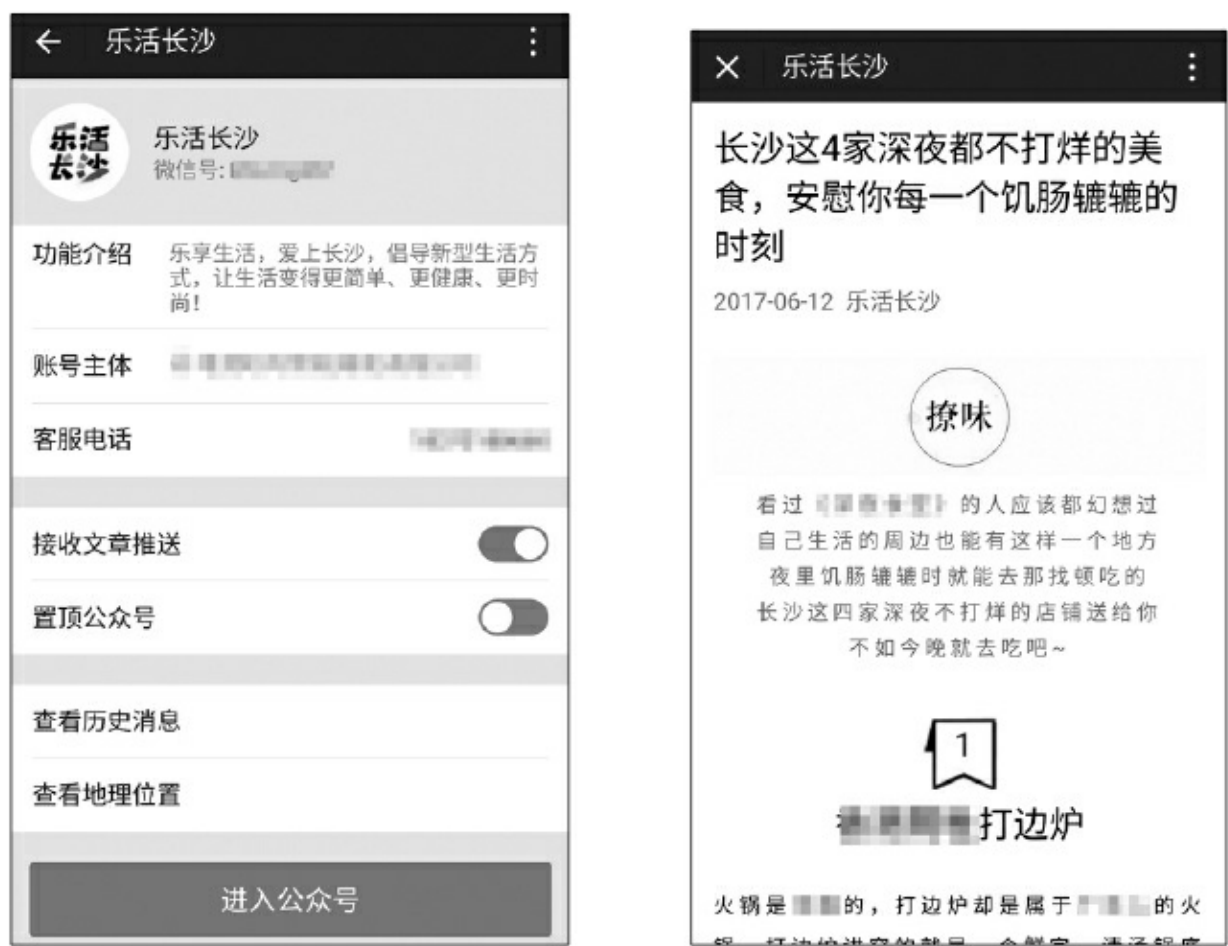 乐活长沙
乐活
长沙
乐活长沙
微信号:
功能介绍
乐享生活，爱上长沙，倡导新型生活方
式，让生活变得更简单、更健康、更时
尚！
账号主体
客服电话
接收文章推送
置顶公众号
查看历史消息
查看地理位置
进入公众号
乐活长沙
长沙这4家深夜都不打烊的美
食，安慰你每一个饥肠辘辘的
时刻
2017-06-12 乐活长沙
撩味
看过 的人应该都幻想过
自己生活的周边也能有这样一个地方
夜里饥肠辘辘时就能去那找顿吃的
长沙这四家深夜不打烊的店铺送给你
不如今晚就去吃吧~
1
打边炉
火锅是 的，打边炉却是属于 的火